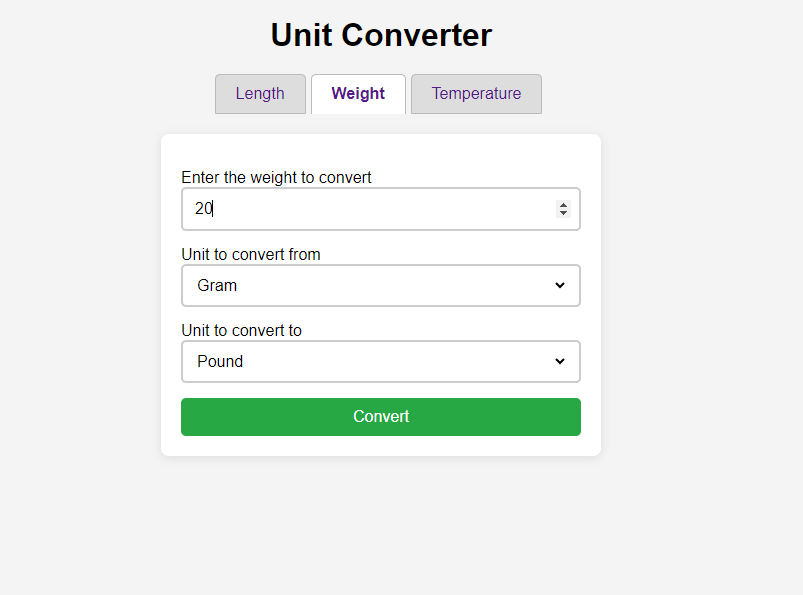 Unit Converter
Length Weight Temperature
Enter the weight to convert
20
Unit to convert from
Gram
Unit to convert to
Pound
Convert